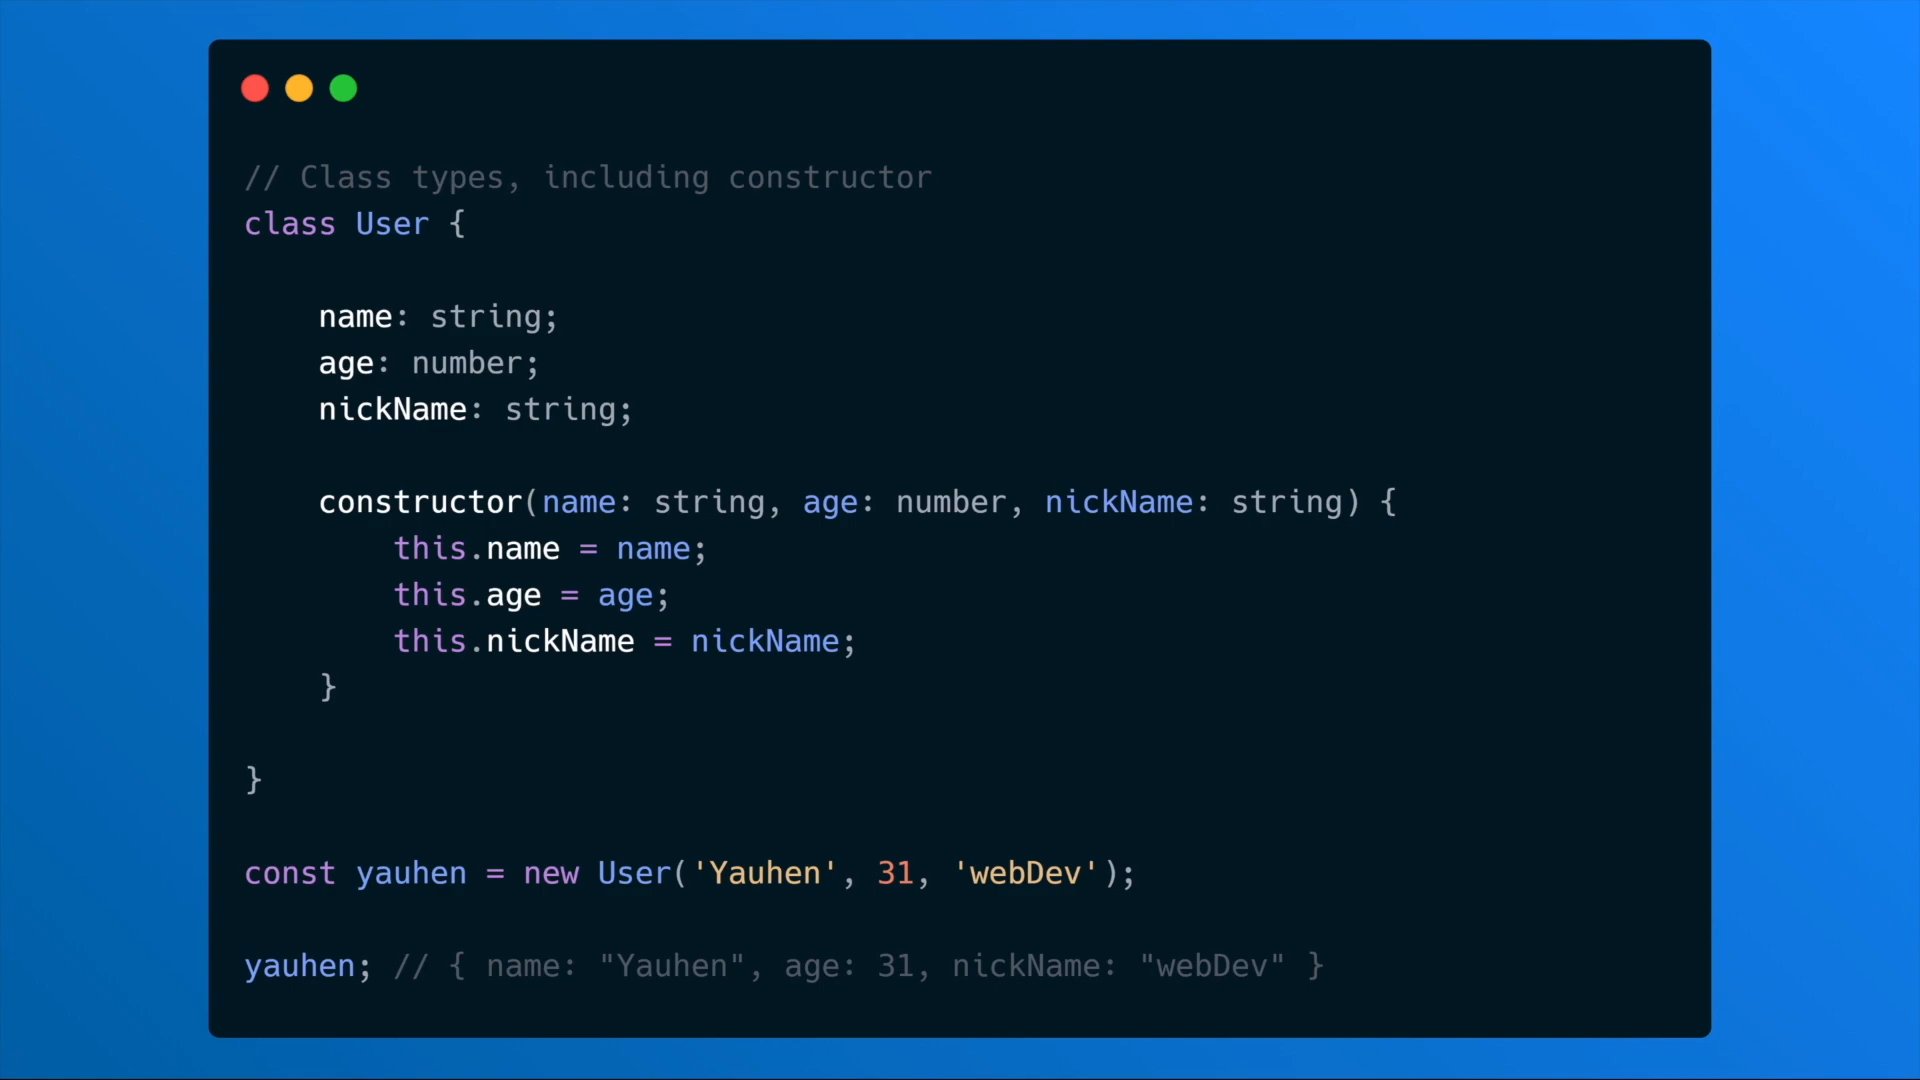 // Class types, including constructor
class User {
name: string;
age: number;
nickName: string;
constructor(name: string, age: number, nickName: string) {
this.name = name;
this.age = age;
this.nickName = nickName;
}
}
const yauhen = new User('Yauhen', 31, 'webDev');
yauhen; // { name: "Yauhen", age: 31, nickName: "webDev" }